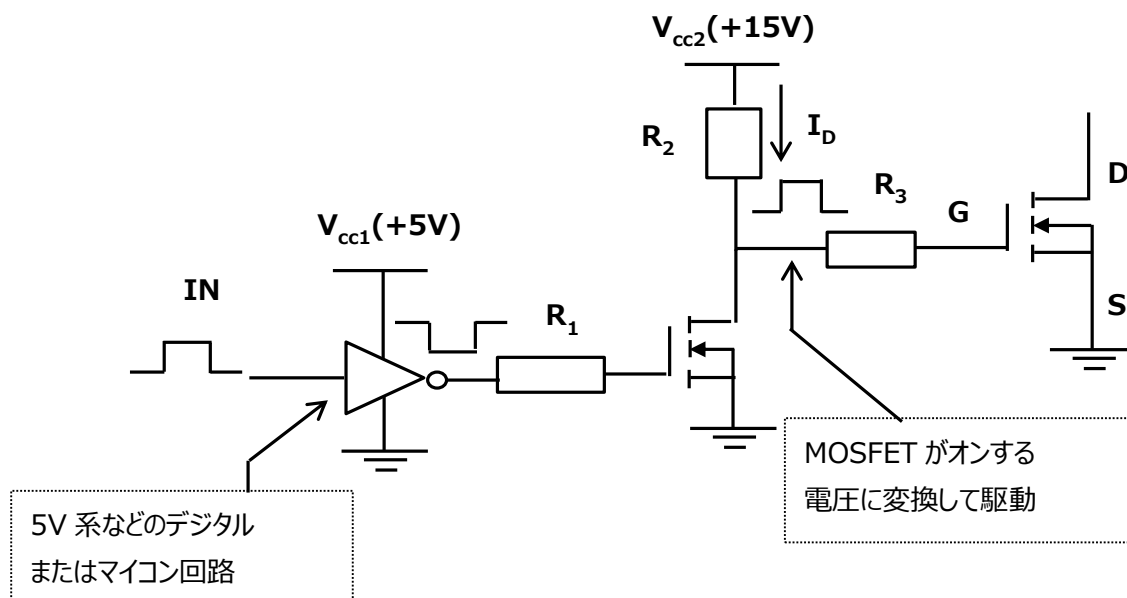 Vcc2(+15V)
R2
ID
R3
G
D
S
Vcc1(+5V)
IN
R1
MOSFET がオンする
電圧に変換して駆動
5V 系などのデジタル
またはマイコン回路